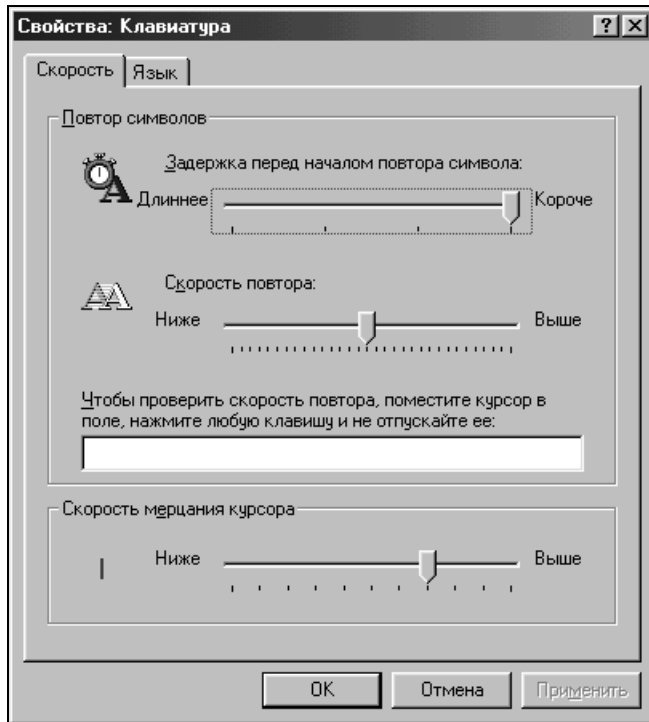 Свойства: Клавиатура
Скорость Язык
Повтор символов
Задержка перед началом повтора символа:
Длиннее Короче
Скорость повтора:
Ниже Выше
Чтобы проверить скорость повтора, поместите курсор в
поле, нажмите любую клавишу и не отпускайте ее:
Скорость мерцания курсора
Ниже Выше
OK Отмена Применить